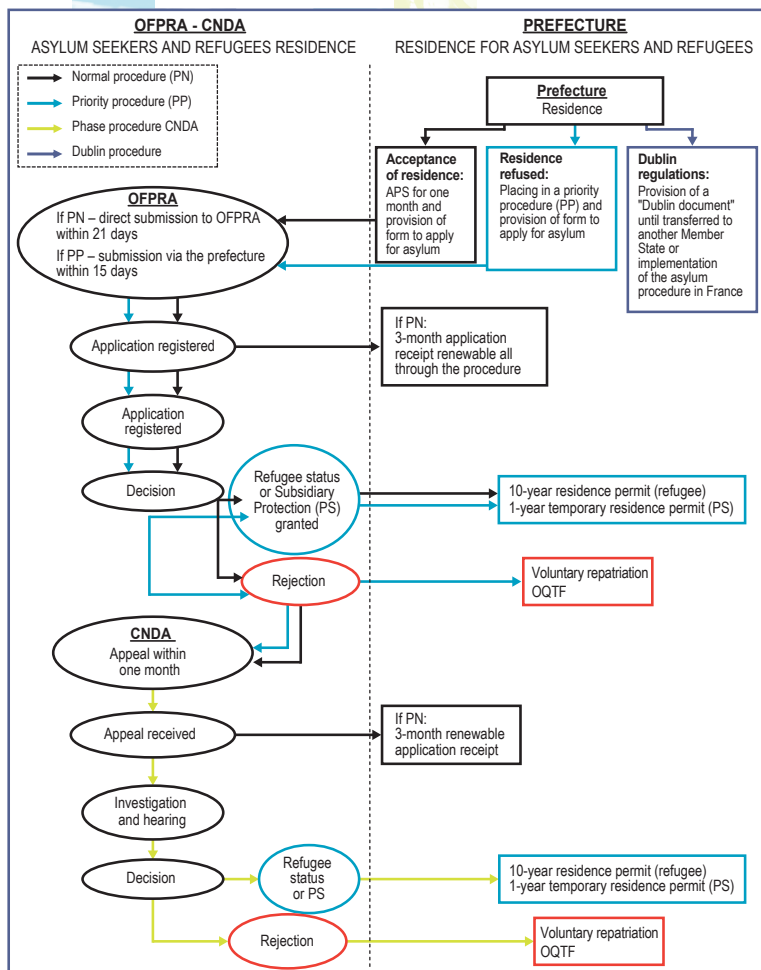 OFPRA - CNDA
ASYLUM SEEKERS AND REFUGEES RESIDENCE
PREFECTURE
RESIDENCE FOR ASYLUM SEEKERS AND REFUGEES
Normal procedure (PN)
Priority procedure (PP)
Phase procedure CNDA
Dublin procedure
Prefecture
Residence
Acceptance
of residence:
APS for one
month and
provision of
form to apply
for asylum
Residence
refused:
Placing in a priority
procedure (PP) and
provision of form to
apply for asylum
Dublin
regulations:
Provision of a
"Dublin document"
until transferred to
another Member
State or
implementation
of the asylum
procedure in France
OFPRA
If PN – direct submission to OFPRA
within 21 days
If PP – submission via the prefecture
within 15 days
Application registered
If PN:
3-month application
receipt renewable all
through the procedure
Application
registered
Decision
Refugee status
or Subsidiary
Protection (PS)
granted
10-year residence permit (refugee)
1-year temporary residence permit (PS)
Rejection
Voluntary repatriation
OQTF
CNDA
Appeal within
one month
Appeal received
If PN:
3-month renewable
application receipt
Investigation
and hearing
Decision
Refugee
status
or PS
10-year residence permit (refugee)
1-year temporary residence permit (PS)
Rejection
Voluntary repatriation
OQTF